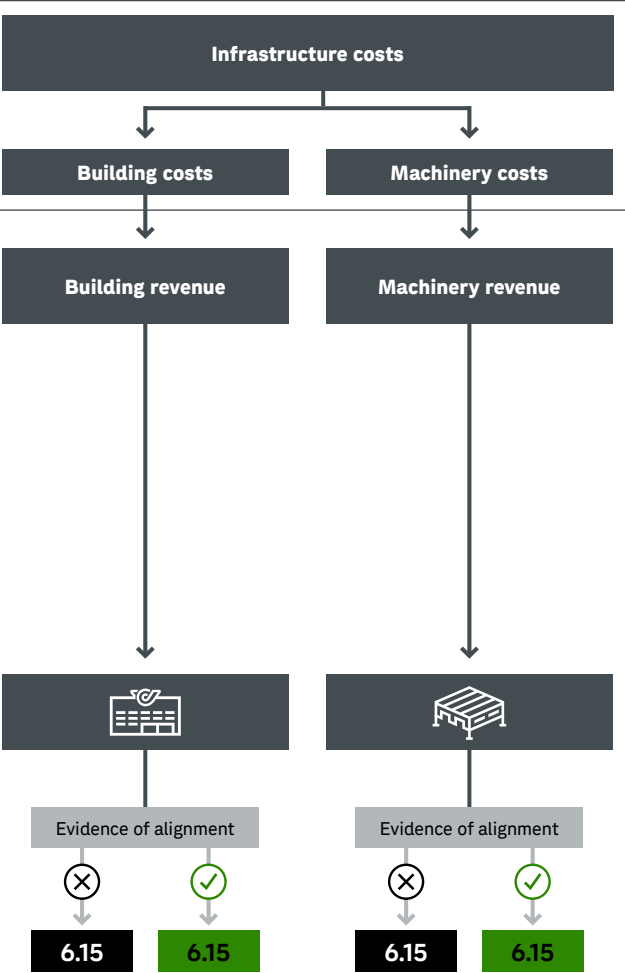 Infrastructure costs
Building costs
Machinery costs
Building revenue
Machinery revenue
Evidence of alignment
Evidence of alignment
6.15
6.15
6.15
6.15